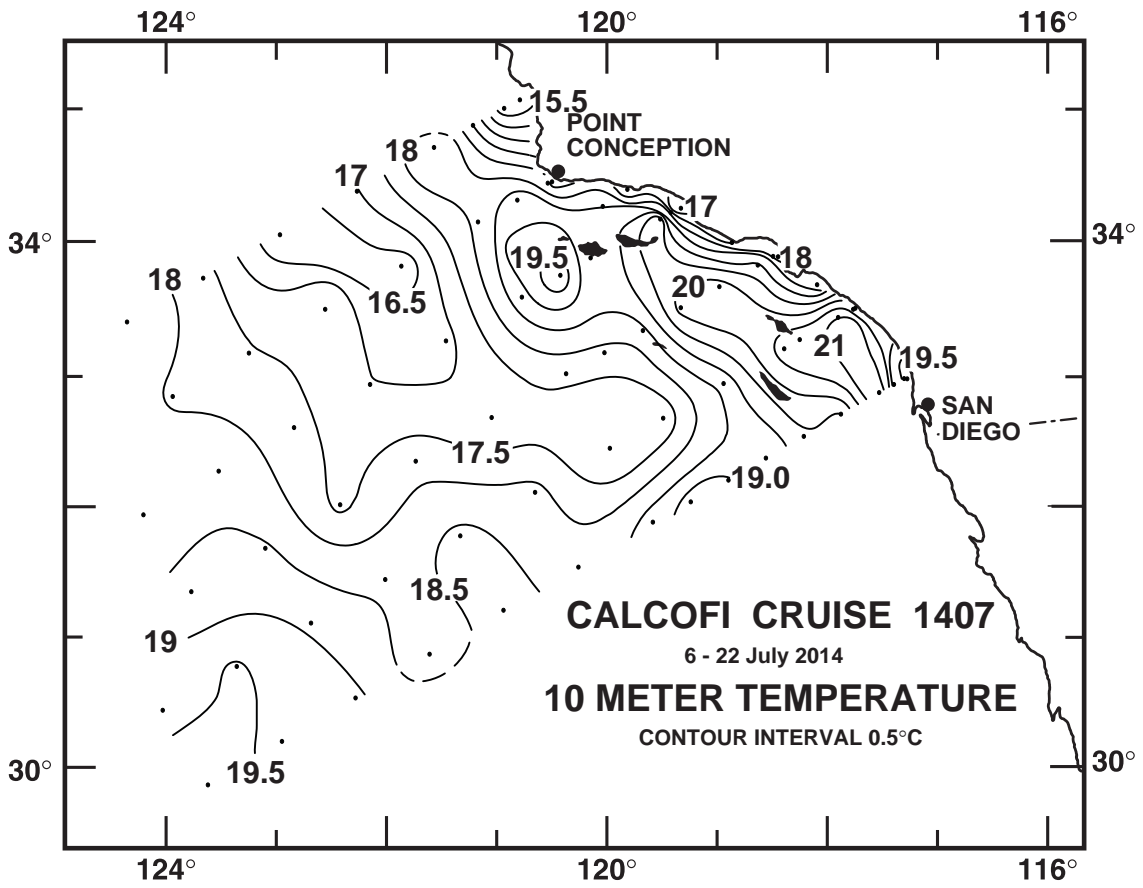 124° 120° 116°
15.5
POINT
CONCEPTION
18
17
17
34° 34°
19.5
18
18
20
16.5
21
19.5
SAN
DIEGO
17.5
19.0
18.5
CALCOFI CRUISE 1407
19
6 - 22 July 2014
10 METER TEMPERATURE
CONTOUR INTERVAL 0.5°C
30° 30°
19.5
124° 120° 116°